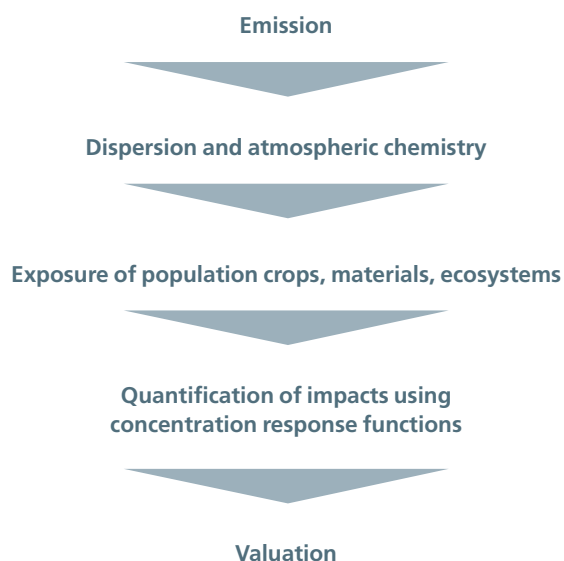 Emission
Dispersion and atmospheric chemistry
Exposure of population crops, materials, ecosystems
Quantification of impacts using
concentration response functions
Valuation